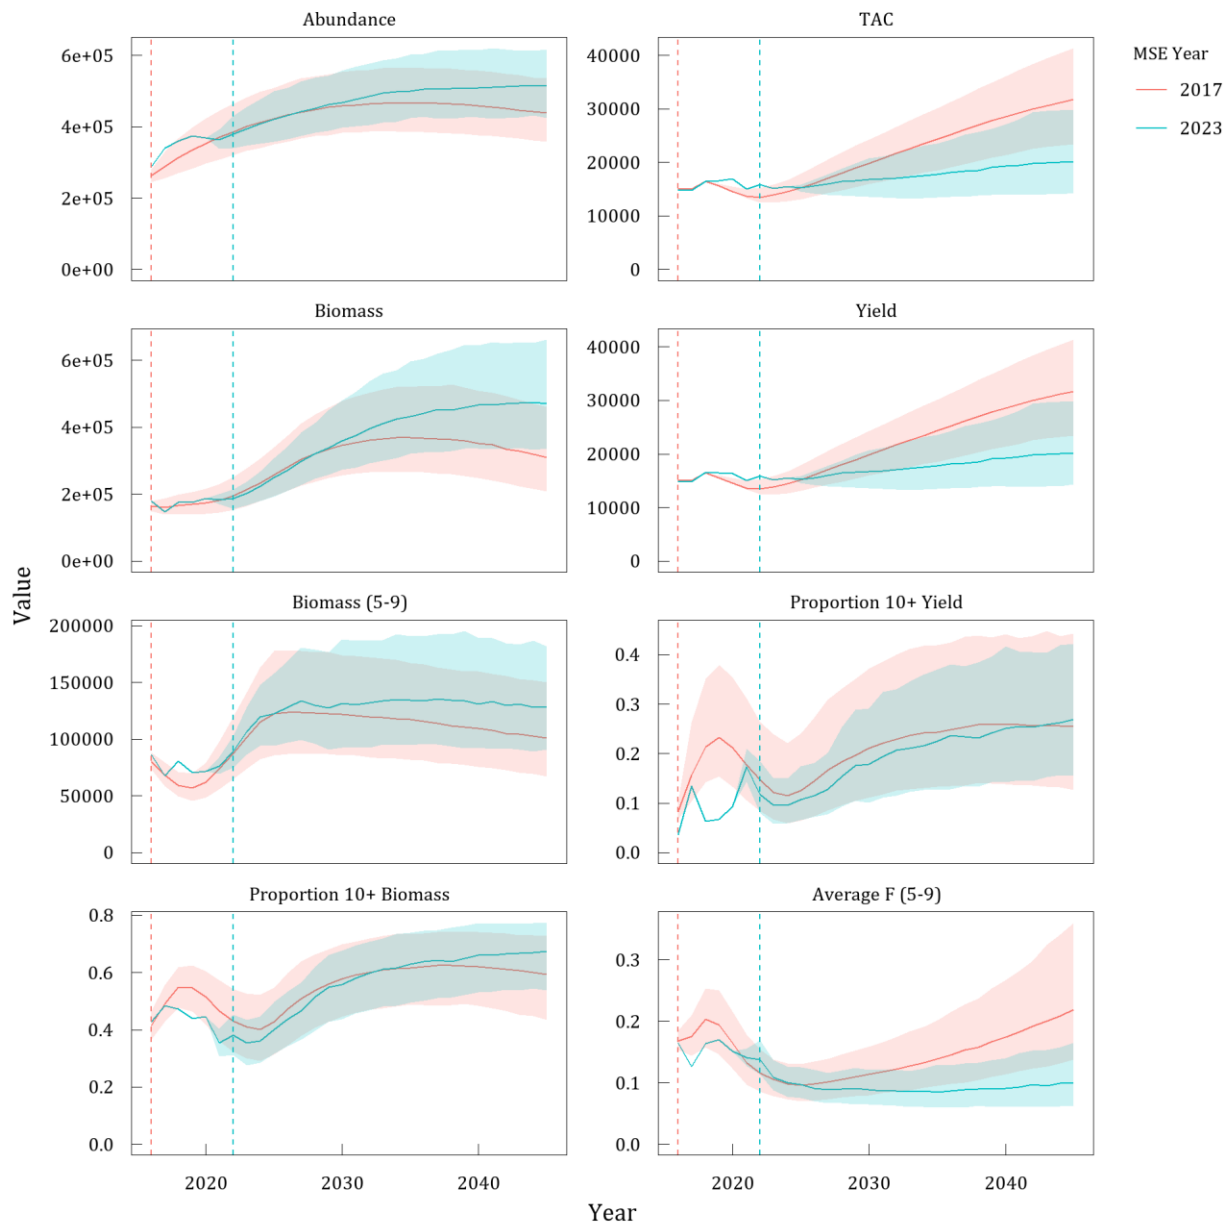 Abundance
6e+05
4e+05
2e+05
0e+00
TAC
40000
30000
20000
10000
0
MSE Year
2017
2023
Biomass
6e+05
4e+05
2e+05
0e+00
Yield
40000
30000
20000
10000
0
Value
Biomass (5-9)
200000
150000
100000
50000
0
Proportion 10+ Yield
0.4
0.3
0.2
0.1
0.0
Proportion 10+ Biomass
0.8
0.6
0.4
0.2
0.0
2020 2030 2040
Average F (5-9)
0.3
0.2
0.1
0.0
2020 2030 2040
Year